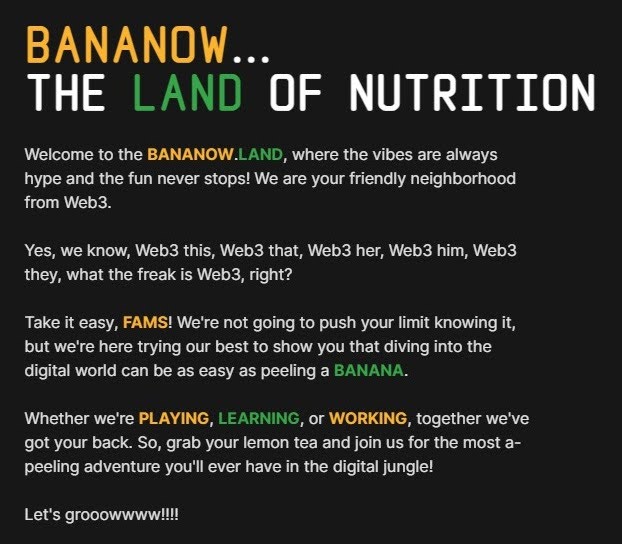 BANANOW...
THE LAND OF NUTRITION
Welcome to the BANANOW.LAND, where the vibes are always
hype and the fun never stops! We are your friendly neighborhood
from Web3.
Yes, we know, Web3 this, Web3 that, Web3 her, Web3 him, Web3
they, what the freak is Web3, right?
Take it easy, FAMS! We're not going to push your limit knowing it,
but we're here trying our best to show you that diving into the
digital world can be as easy as peeling a BANANA.
Whether we're PLAYING, LEARNING, or WORKING, together we've
got your back. So, grab your lemon tea and join us for the most a-
peeling adventure you'll ever have in the digital jungle!
Let's grooowwww!!!!